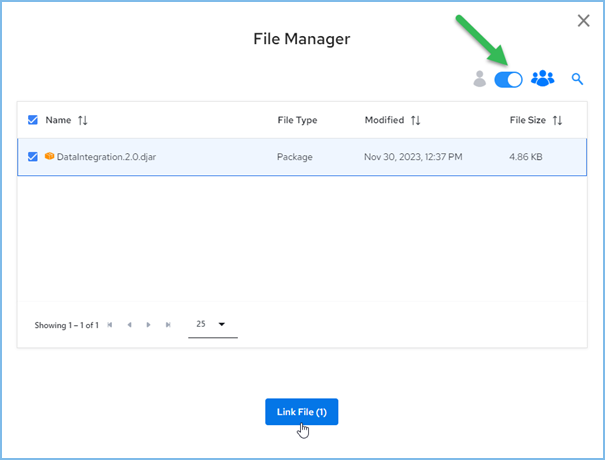 File Manager
Name File Type Modified File Size
DataIntegration.2.0.djar Package Nov 30, 2023, 12:37 PM 4.86 KB
Showing 1 – 1 of 1 25
Link File (1)